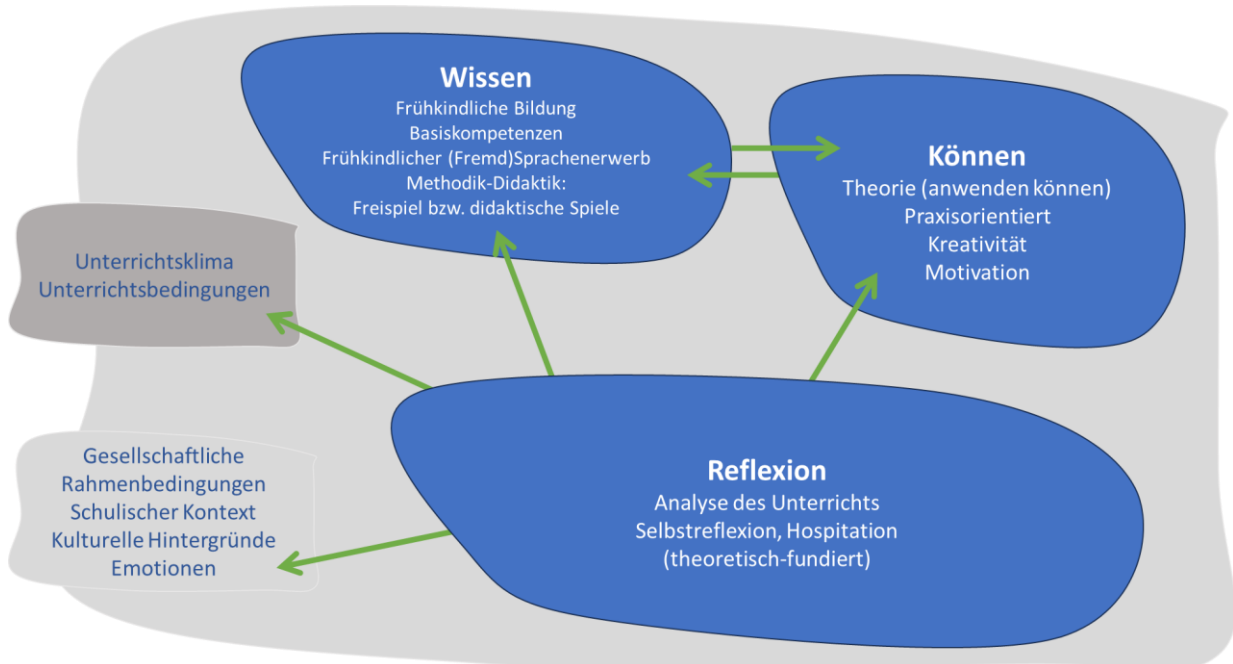 Wissen
Frühkindliche Bildung
Basiskompetenzen
Frühkindlicher (Fremd)Sprachenerwerb
Methodik-Didaktik:
Freispiel bzw. didaktische Spiele
Können
Theorie (anwenden können)
Praxisorientiert
Kreativität
Motivation
Unterrichtsklima
Unterrichtsbedingungen
Gesellschaftliche
Rahmenbedingungen
Schulischer Kontext
Kulturelle Hintergründe
Emotionen
Reflexion
Analyse des Unterrichts
Selbstreflexion, Hospitation
(theoretisch-fundiert)